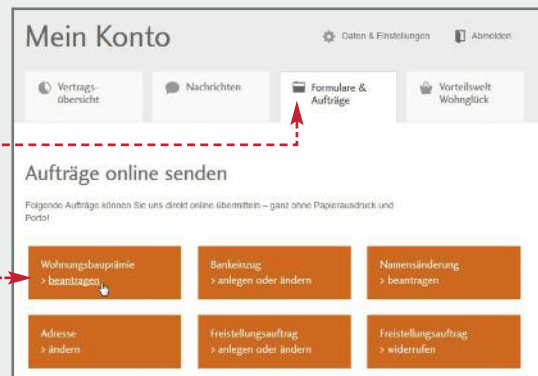 Mein Konto
Daten & Einstellungen
Abmelden
Vertrags-
übersicht
Nachrichten
Formulare &
Aufträge
Vorteilswelt
Wohnglück
Aufträge online senden
Folgende Aufträge können Sie uns direkt online übermitteln – ganz ohne Papierausdruck und
Porto!
Wohnungsbauprämie
> beantragen
Bankeinzug
> anlegen oder ändern
Namensänderung
> beantragen
Adresse
> ändern
Freistellungsauftrag
> anlegen oder ändern
Freistellungsauftrag
> widerrufen